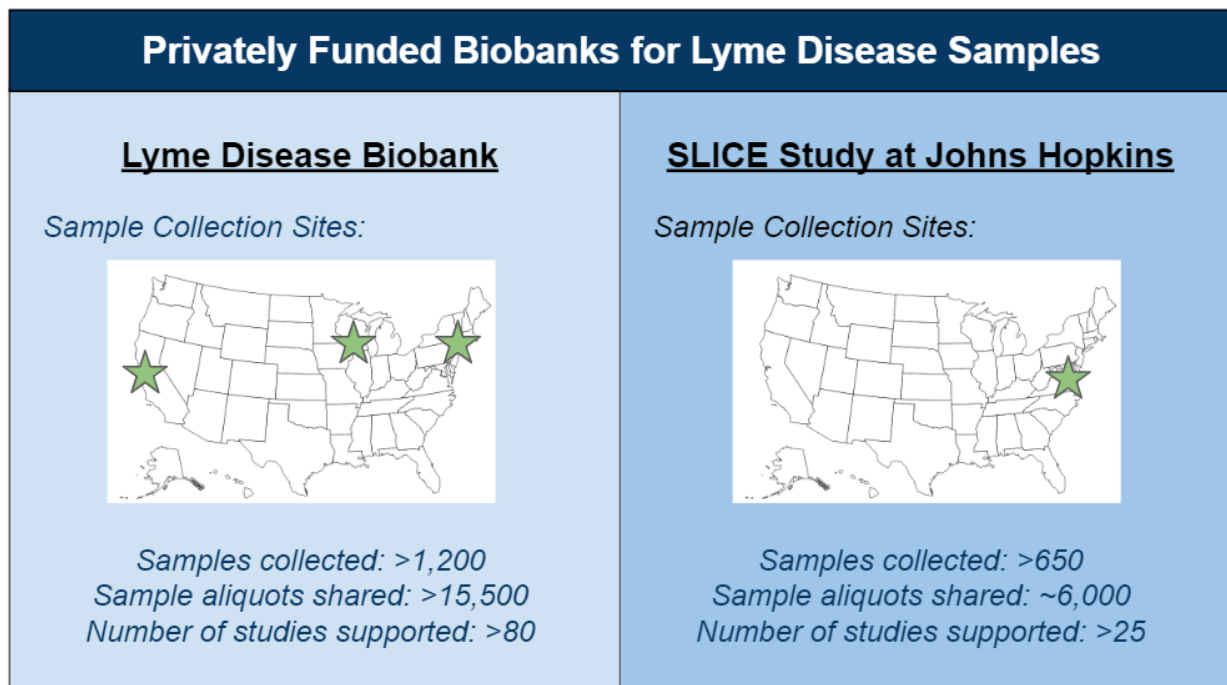 Privately Funded Biobanks for Lyme Disease Samples
Lyme Disease Biobank
Sample Collection Sites:
Samples collected: >1,200
Sample aliquots shared: >15,500
Number of studies supported: >80
SLICE Study at Johns Hopkins
Sample Collection Sites:
Samples collected: >650
Sample aliquots shared: ~6,000
Number of studies supported: >25